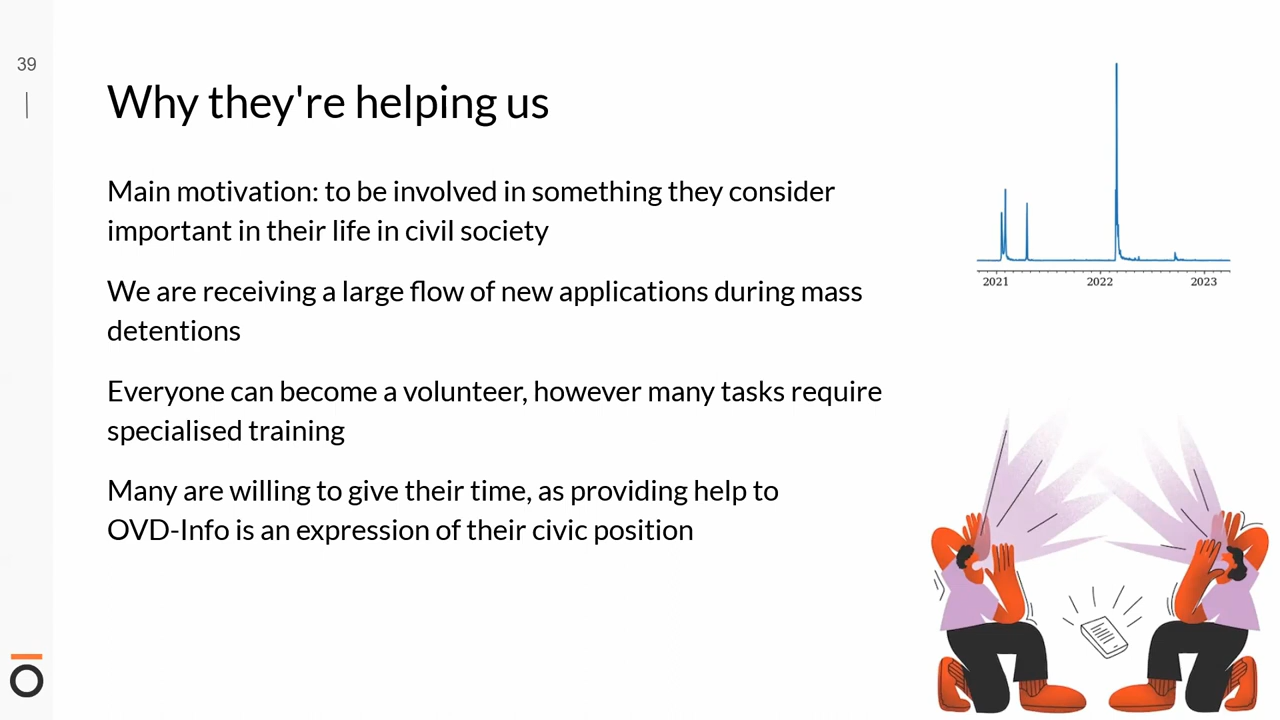 39
Why they're helping us
Main motivation: to be involved in something they consider
important in their life in civil society
We are receiving a large flow of new applications during mass
detentions
Everyone can become a volunteer, however many tasks require
specialised training
Many are willing to give their time, as providing help to
OVD-Info is an expression of their civic position
2021 2022 2023